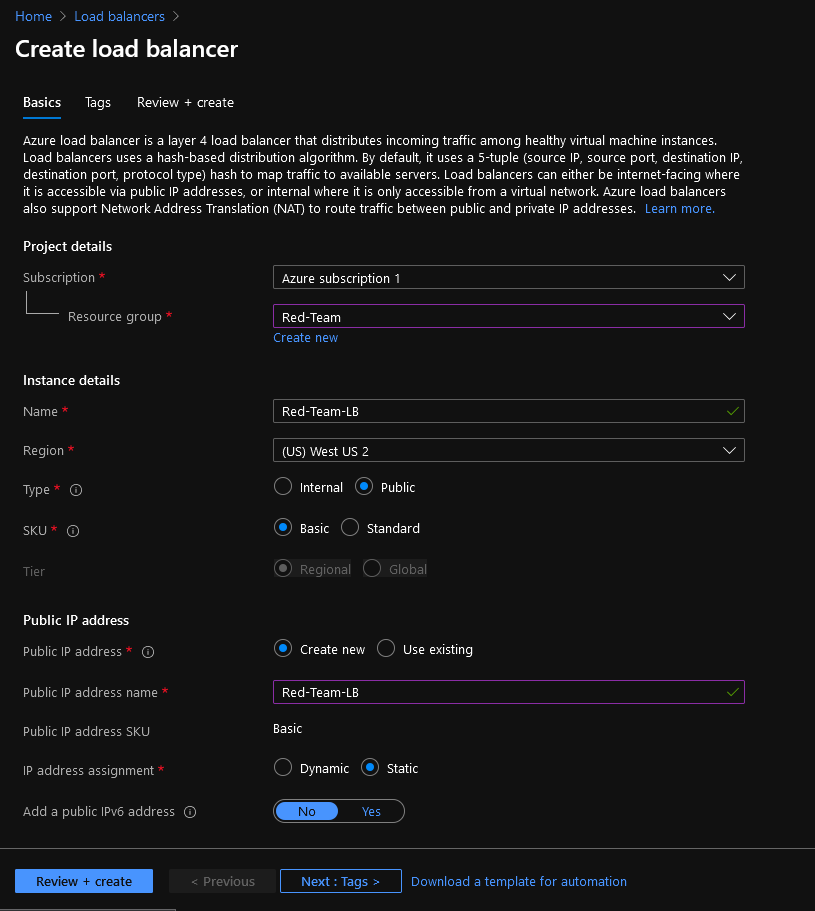 Home > Load balancers >
Create load balancer
Basics Tags Review + create
Azure load balancer is a layer 4 load balancer that distributes incoming traffic among healthy virtual machine instances.
Load balancers uses a hash-based distribution algorithm. By default, it uses a 5-tuple (source IP, source port, destination IP,
destination port, protocol type) hash to map traffic to available servers. Load balancers can either be internet-facing where
it is accessible via public IP addresses, or internal where it is only accessible from a virtual network. Azure load balancers
also support Network Address Translation (NAT) to route traffic between public and private IP addresses. Learn more.
Project details
Subscription * Azure subscription 1
Resource group * Red-Team
Create new
Instance details
Name * Red-Team-LB
Region * (US) West US 2
Type * Internal Public
SKU * Basic Standard
Tier Regional Global
Public IP address
Public IP address * Create new Use existing
Public IP address name * Red-Team-LB
Public IP address SKU Basic
IP address assignment * Dynamic Static
Add a public IPv6 address No Yes
Review + create < Previous Next : Tags > Download a template for automation